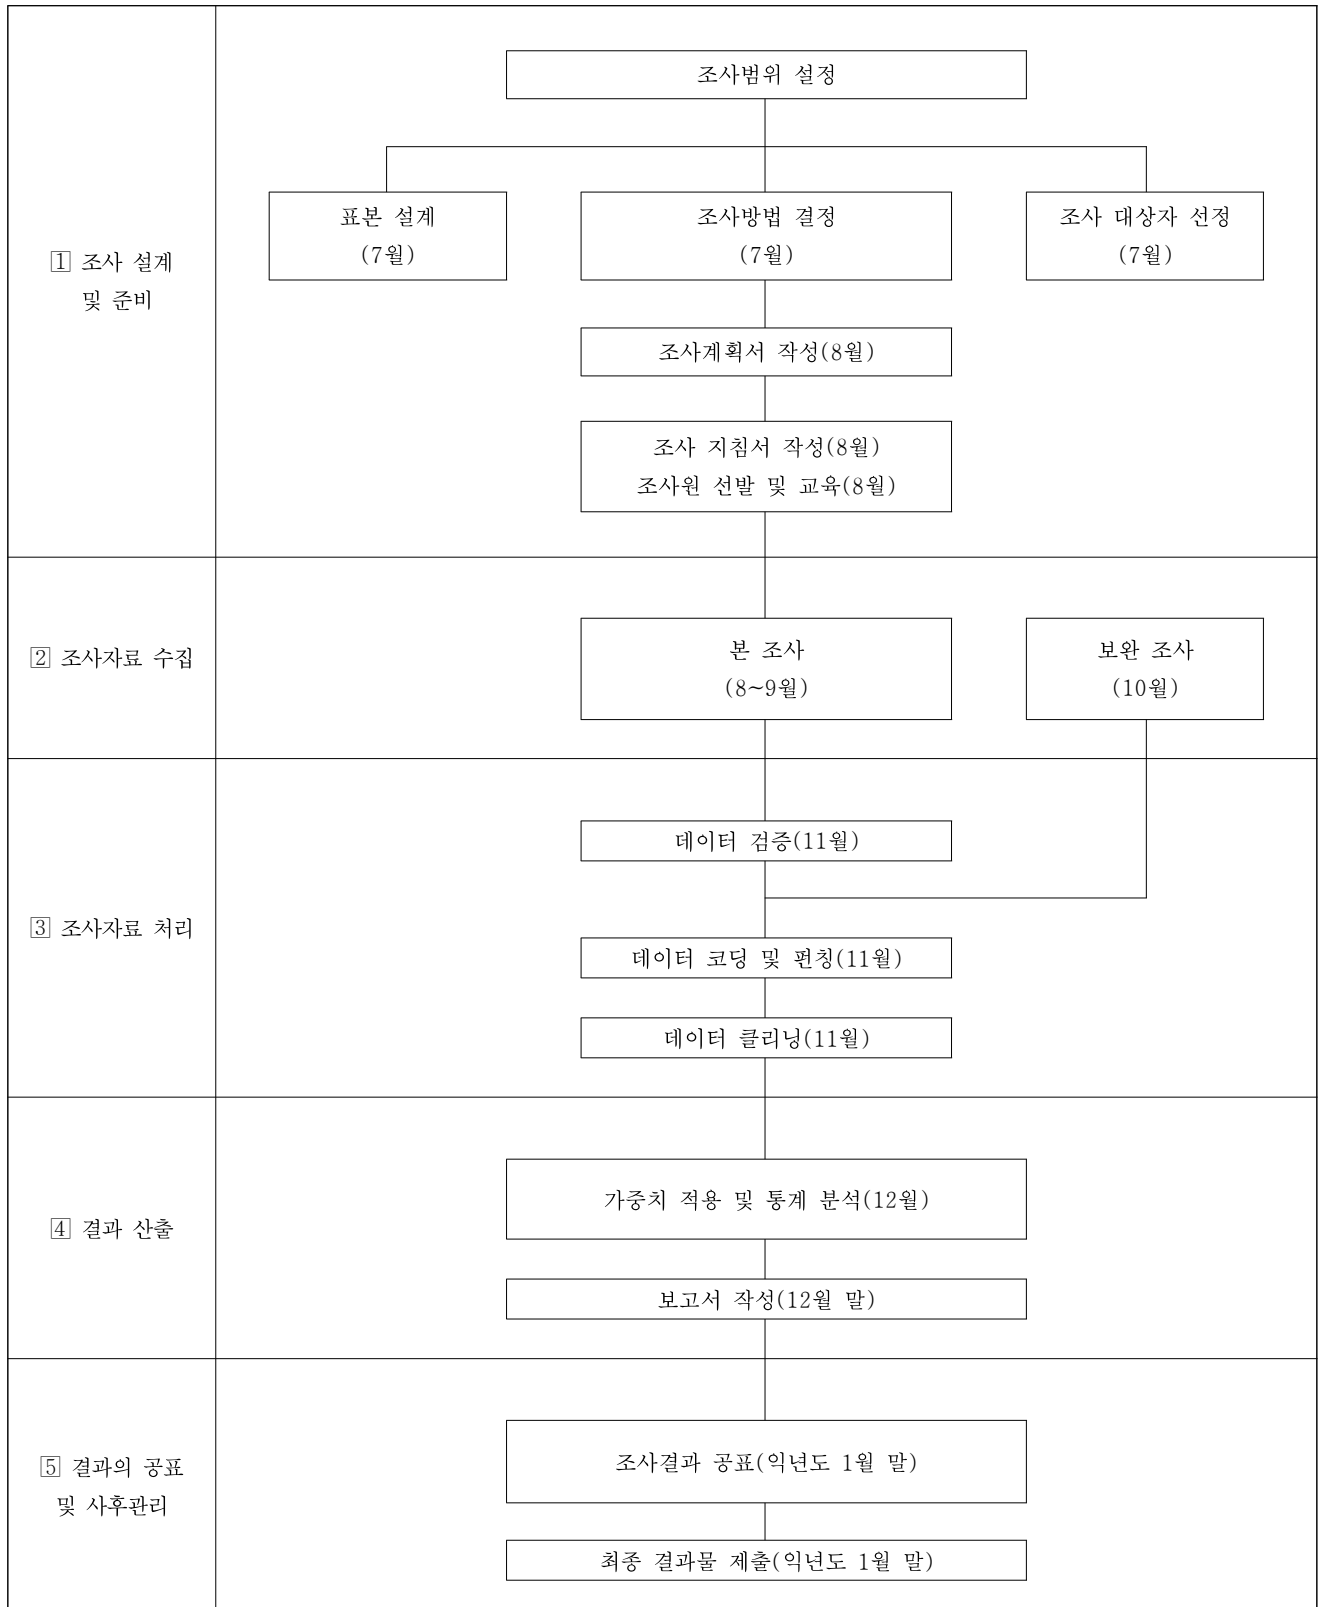 조사범위 설정
표본 설계
(7월)
조사방법 결정
(7월)
조사 대상자 선정
(7월)
1 조사 설계
및 준비
조사계획서 작성(8월)
조사 지침서 작성(8월)
조사원 선발 및 교육(8월)
2 조사자료 수집
본 조사
(8~9월)
보완 조사
(10월)
3 조사자료 처리
데이터 검증(11월)
데이터 코딩 및 펀칭(11월)
데이터 클리닝(11월)
4 결과 산출
가중치 적용 및 통계 분석(12월)
보고서 작성(12월 말)
5 결과의 공표
및 사후관리
조사결과 공표(익년도 1월 말)
최종 결과물 제출(익년도 1월 말)